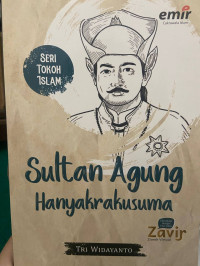 emir
SERI
TOKOH
ISLAM
Sultan Agung
Hanyakrakusuma
Zavir
TRI WIDAYANTO